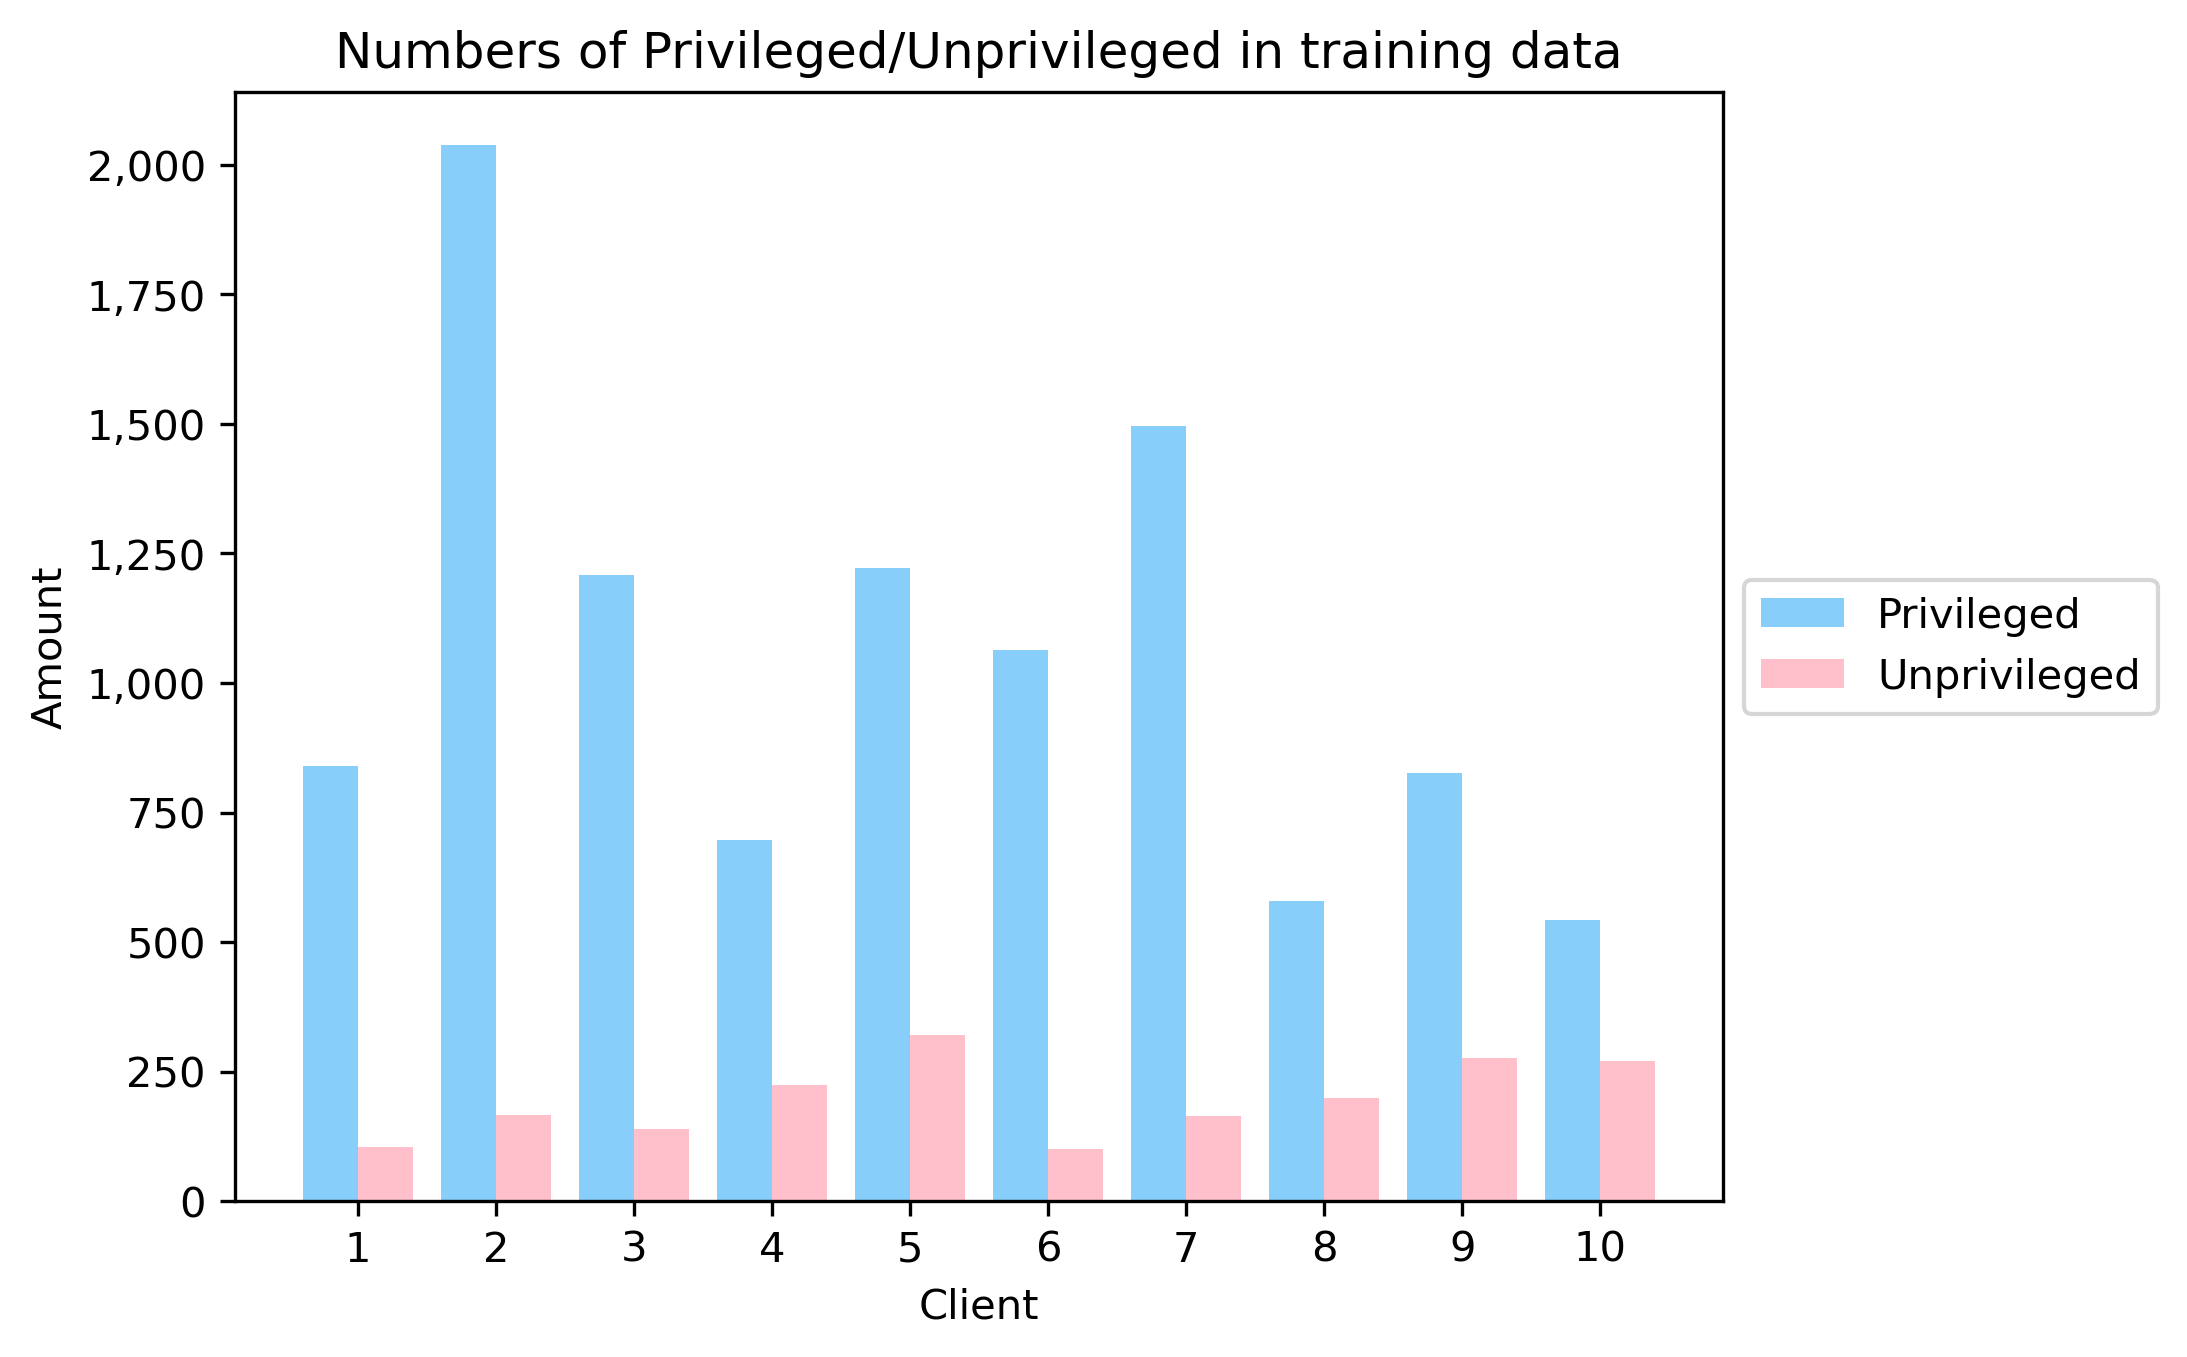 Numbers of Privileged/Unprivileged in training data
2,000
1,750
1,500
1,250
1,000
750
500
250
0
Amount
1 2 3 4 5 6 7 8 9 10
Client
Privileged
Unprivileged